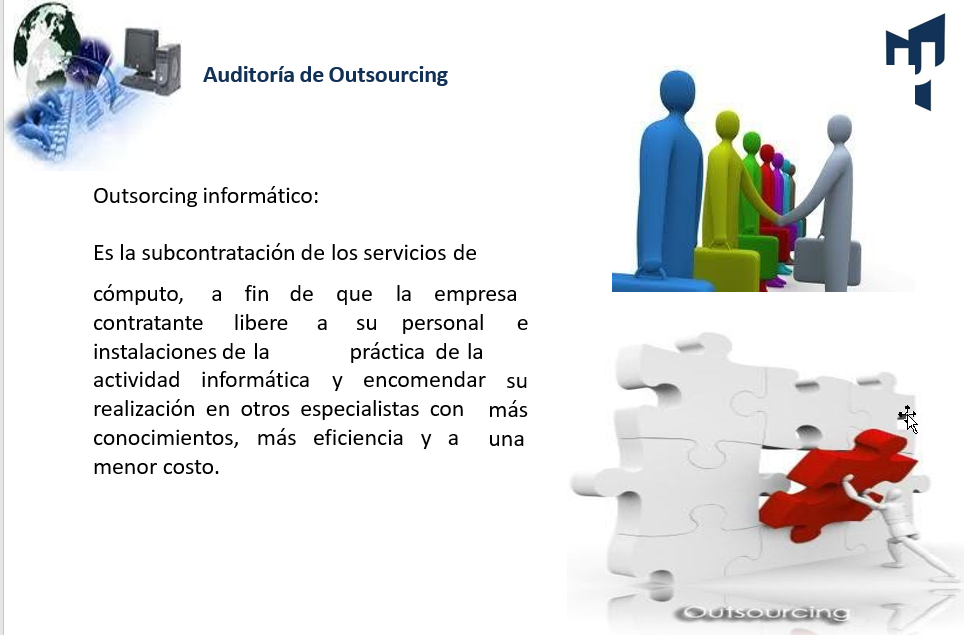 Auditoría de Outsourcing
Outsorcing informático:
Es la subcontratación de los servicios de
cómputo, a fin de que la empresa
contratante libere a su personal e
instalaciones de la práctica de la
actividad informática y encomendar su
realización en otros especialistas con más
conocimientos, más eficiencia y a una
menor costo.
Outsourcing